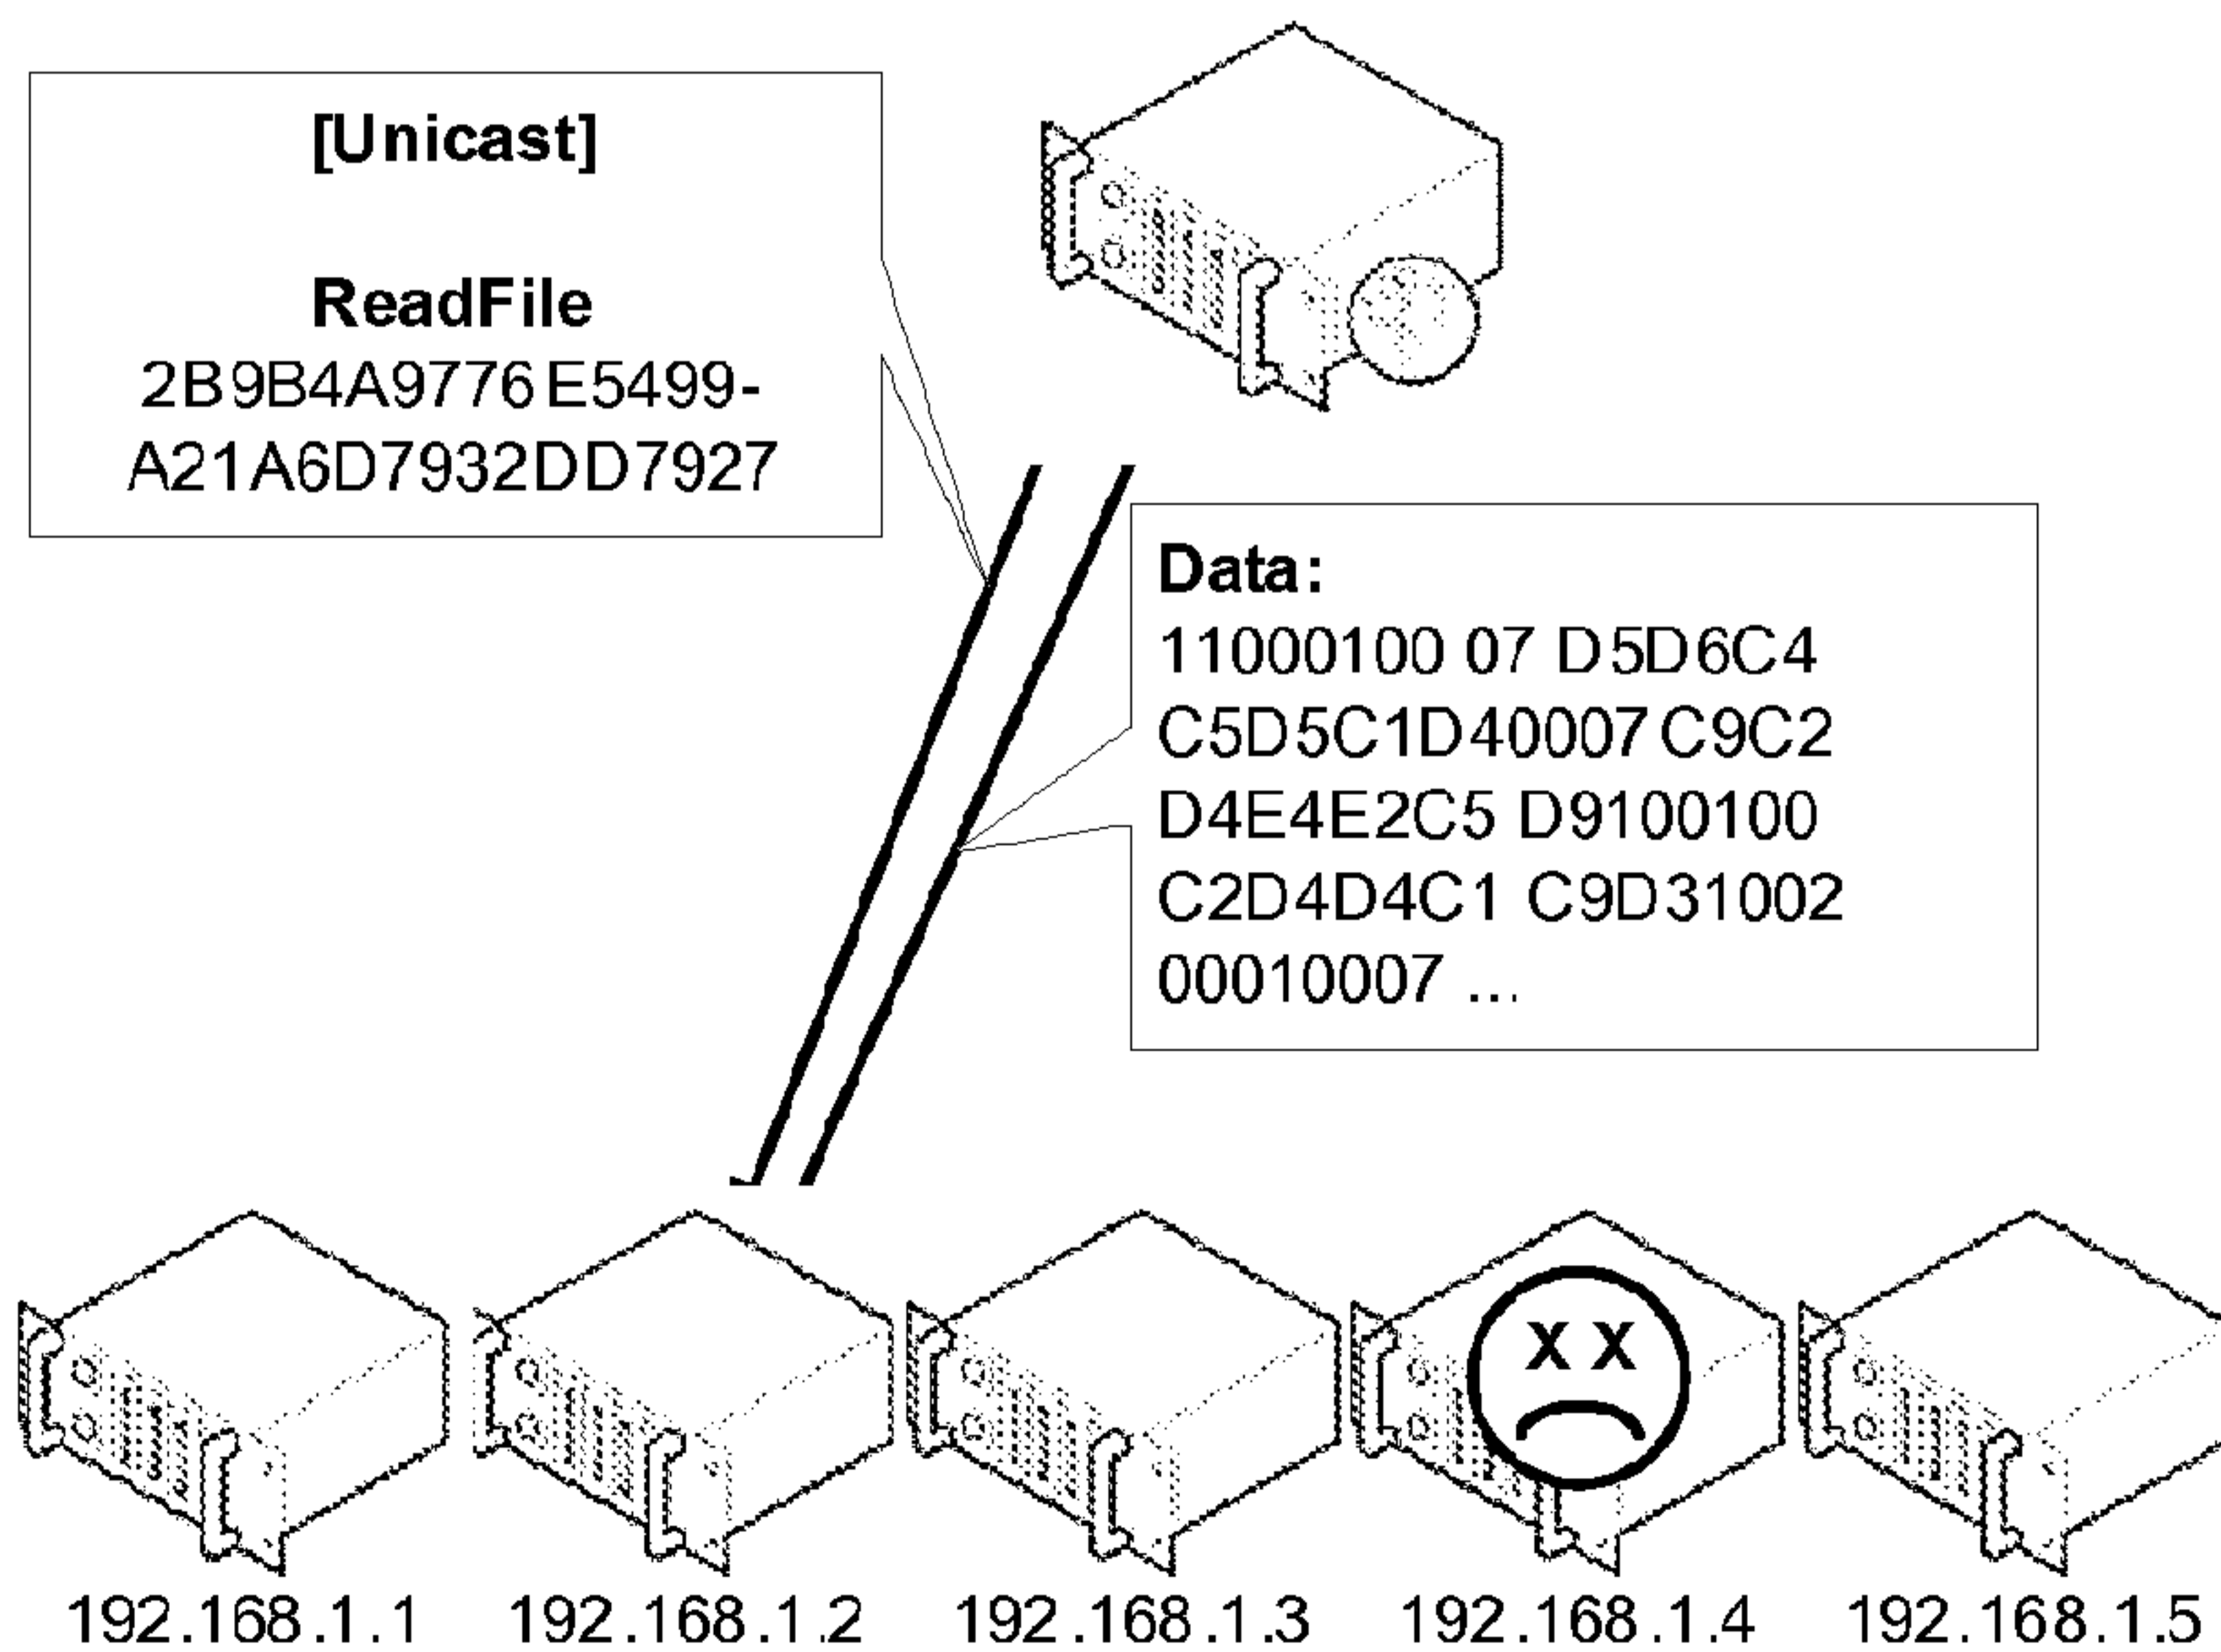 [Unicast]
ReadFile
2B9B4A9776E5499-
A21A6D7932DD7927
Data:
11000100 07 D5D6C4
C5D5C1D40007C9C2
D4E4E2C5 D9100100
C2D4D4C1 C9D31002
00010007 ...
X X
192.168.1.1 192.168.1.2 192.168.1.3 192.168.1.4 192.168.1.5